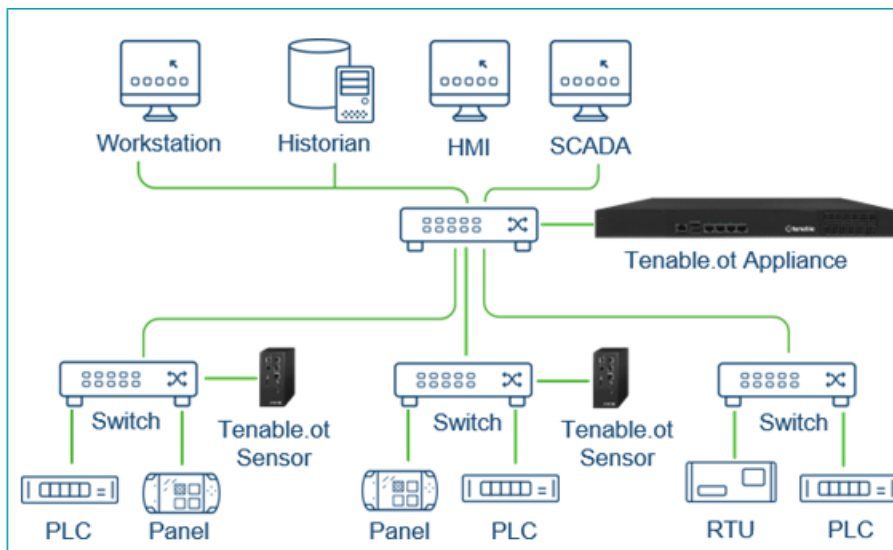 Workstation
Historian
HMI
SCADA
tenable
Tenable.ot Appliance
Switch
Tenable.ot
Sensor
Switch
Tenable.ot
Sensor
Switch
PLC
Panel
Panel
PLC
RTU
PLC